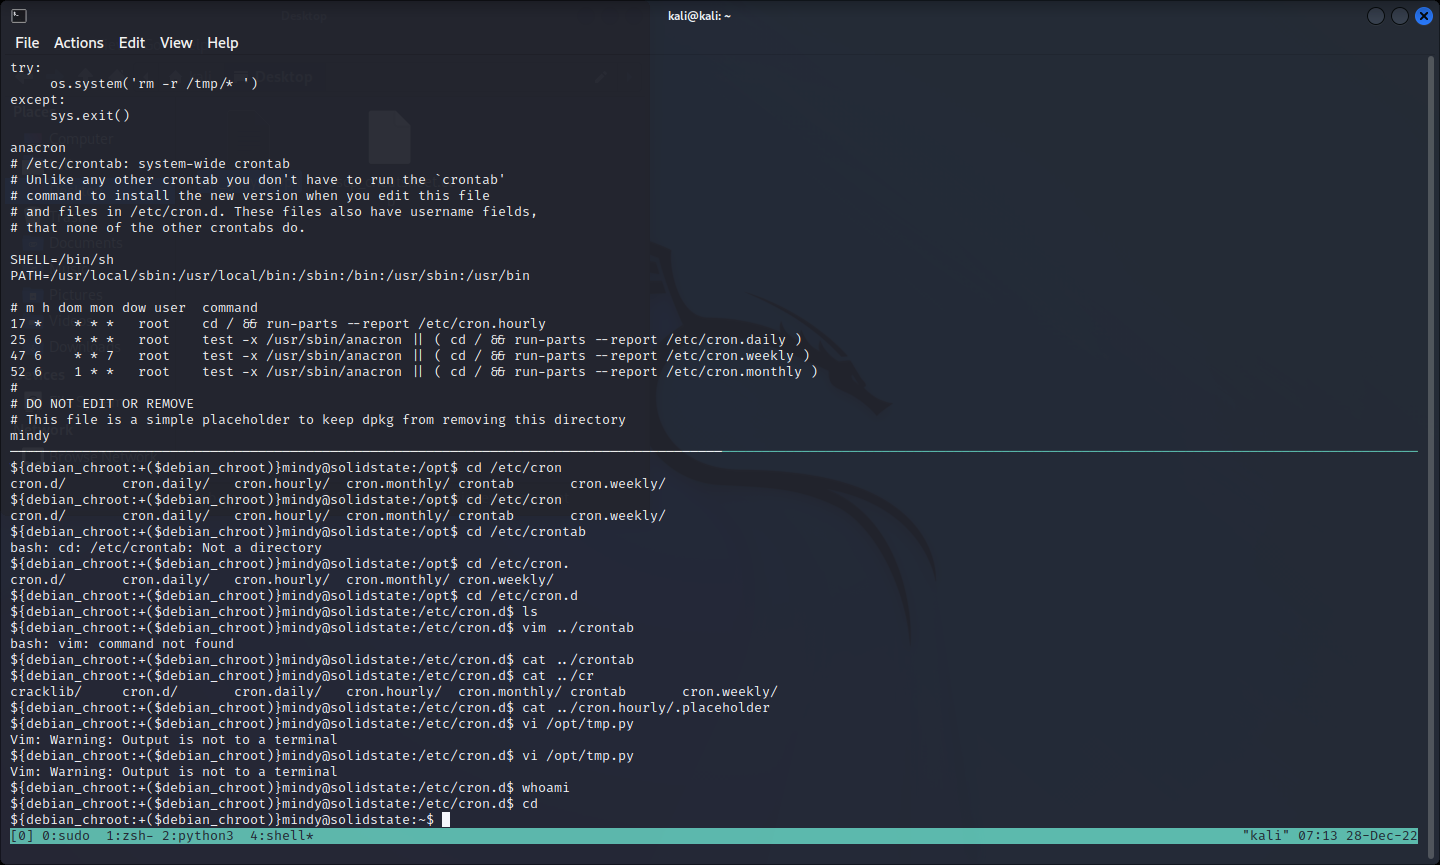 kali@kali: ~
File Actions Edit View Help
try:
     os.system('rm -r /tmp/* ')
except:
     sys.exit()
anacron
# /etc/crontab: system-wide crontab
# Unlike any other crontab you don't have to run the `crontab'
# command to install the new version when you edit this file
# and files in /etc/cron.d. These files also have username fields,
# that none of the other crontabs do.
SHELL=/bin/sh
PATH=/usr/local/sbin:/usr/local/bin:/sbin:/bin:/usr/sbin:/usr/bin
# m h dom mon dow user  command
17 *    * * *   root    cd / && run-parts --report /etc/cron.hourly
25 6    * * *   root    test -x /usr/sbin/anacron || ( cd / && run-parts --report /etc/cron.daily )
47 6    * * 7   root    test -x /usr/sbin/anacron || ( cd / && run-parts --report /etc/cron.weekly )
52 6    1 * *   root    test -x /usr/sbin/anacron || ( cd / && run-parts --report /etc/cron.monthly )
#
# DO NOT EDIT OR REMOVE
# This file is a simple placeholder to keep dpkg from removing this directory
mindy
${debian_chroot:+($debian_chroot)}mindy@solidstate:/opt$ cd /etc/cron
cron.d/       cron.daily/   cron.hourly/  cron.monthly/ crontab       cron.weekly/
${debian_chroot:+($debian_chroot)}mindy@solidstate:/opt$ cd /etc/cron
cron.d/       cron.daily/   cron.hourly/  cron.monthly/ crontab       cron.weekly/
${debian_chroot:+($debian_chroot)}mindy@solidstate:/opt$ cd /etc/crontab
bash: cd: /etc/crontab: Not a directory
${debian_chroot:+($debian_chroot)}mindy@solidstate:/opt$ cd /etc/cron.
cron.d/       cron.daily/   cron.hourly/  cron.monthly/ cron.weekly/
${debian_chroot:+($debian_chroot)}mindy@solidstate:/opt$ cd /etc/cron.d
${debian_chroot:+($debian_chroot)}mindy@solidstate:/etc/cron.d$ ls
${debian_chroot:+($debian_chroot)}mindy@solidstate:/etc/cron.d$ vim ../crontab
bash: vim: command not found
${debian_chroot:+($debian_chroot)}mindy@solidstate:/etc/cron.d$ cat ../crontab
${debian_chroot:+($debian_chroot)}mindy@solidstate:/etc/cron.d$ cat ../cr
cracklib/     cron.d/       cron.daily/   cron.hourly/  cron.monthly/ crontab       cron.weekly/
${debian_chroot:+($debian_chroot)}mindy@solidstate:/etc/cron.d$ cat ../cron.hourly/.placeholder
${debian_chroot:+($debian_chroot)}mindy@solidstate:/etc/cron.d$ vi /opt/tmp.py
Vim: Warning: Output is not to a terminal
${debian_chroot:+($debian_chroot)}mindy@solidstate:/etc/cron.d$ vi /opt/tmp.py
Vim: Warning: Output is not to a terminal
${debian_chroot:+($debian_chroot)}mindy@solidstate:/etc/cron.d$ whoami
${debian_chroot:+($debian_chroot)}mindy@solidstate:/etc/cron.d$ cd
${debian_chroot:+($debian_chroot)}mindy@solidstate:~$
[0] 0:sudo  1:zsh- 2:python3  4:shell* "kali" 07:13 28-Dec-22